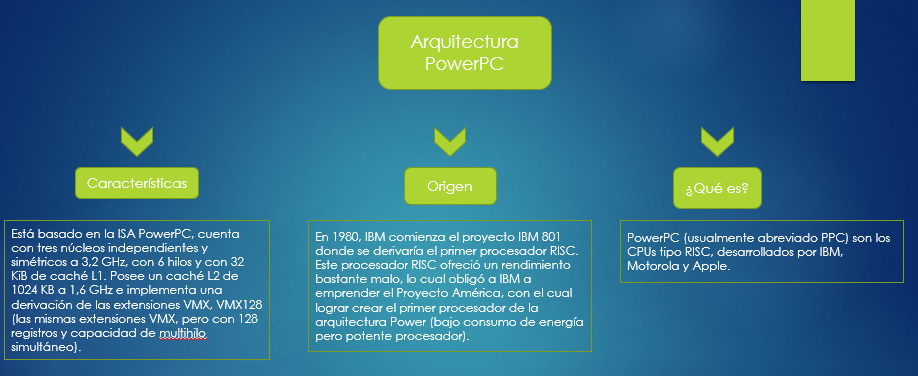 Arquitectura
PowerPC
Características
Está basado en la ISA PowerPC, cuenta
con tres núcleos independientes y
simétricos a 3,2 GHz, con 6 hilos y con 32
KiB de caché L1. Posee un caché L2 de
1024 KB a 1,6 GHz e implementa una
derivación de las extensiones VMX, VMX128
(las mismas extensiones VMX, pero con 128
registros y capacidad de multihilo
simultáneo).
Origen
En 1980, IBM comienza el proyecto IBM 801
donde se derivaría el primer procesador RISC.
Este procesador RISC ofreció un rendimiento
bastante malo, lo cual obligó a IBM a
emprender el Proyecto América, con el cual
lograr crear el primer procesador de la
arquitectura Power (bajo consumo de energía
pero potente procesador).
¿Qué es?
PowerPC (usualmente abreviado PPC) son los
CPUs tipo RISC, desarrollados por IBM,
Motorola y Apple.